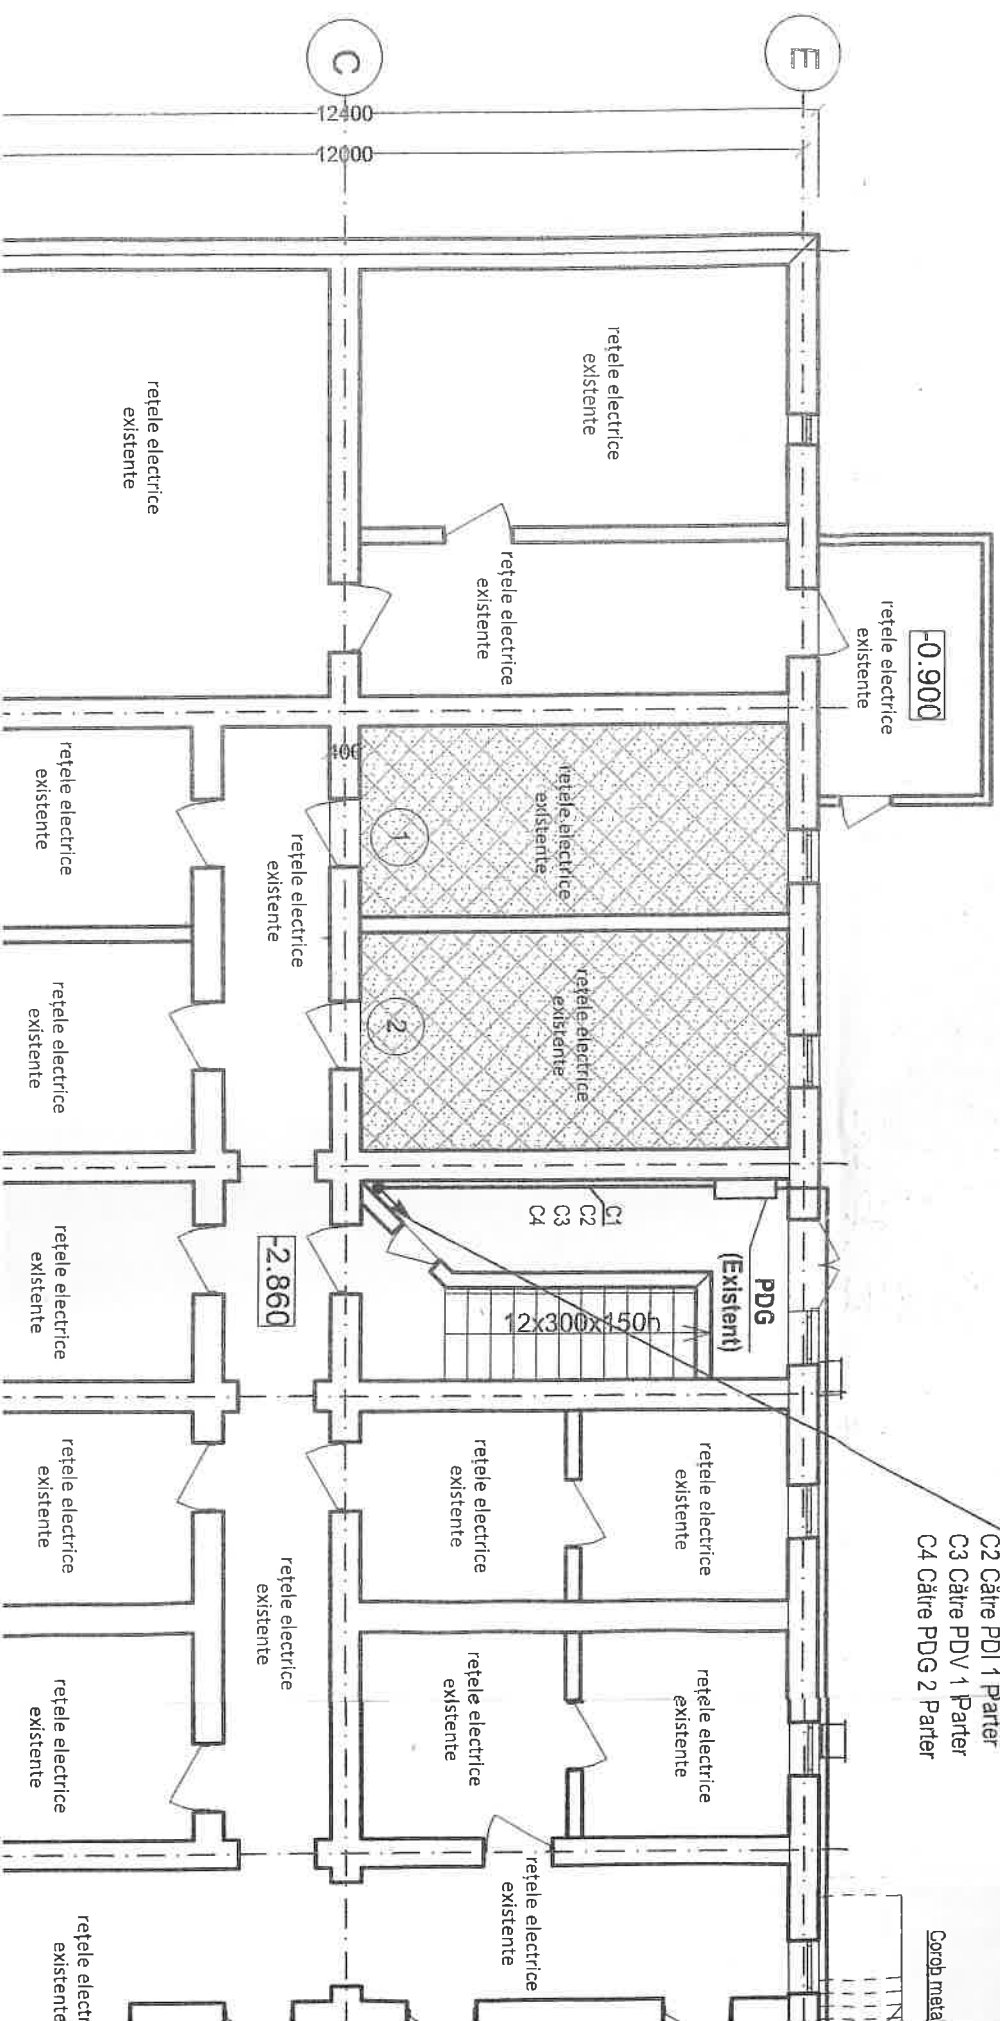 E
C
12400
12000
rețele electrice
existente
rețele electrice
existente
rețele electrice
existente
-0.900
rețele electrice
existente
400
rețele electrice
existente
1
rețele electrice
existente
rețele electrice
existente
rețele electrice
existente
2
rețele electrice
existente
C1
C2
C3
C4
PDG
(Existent)
12x300x150h
-2.860
rețele electrice
existente
C2 Către PDI 1 Parter
C3 Către PDV 1 Parter
C4 Către PDG 2 Parter
rețele electrice
existente
rețele electrice
existente
rețele electrice
existente
rețele electrice
existente
rețele electrice
existente
rețele electrice
existente
rețele electrice
existente
rețele electrice
existente
rețele electr
existente